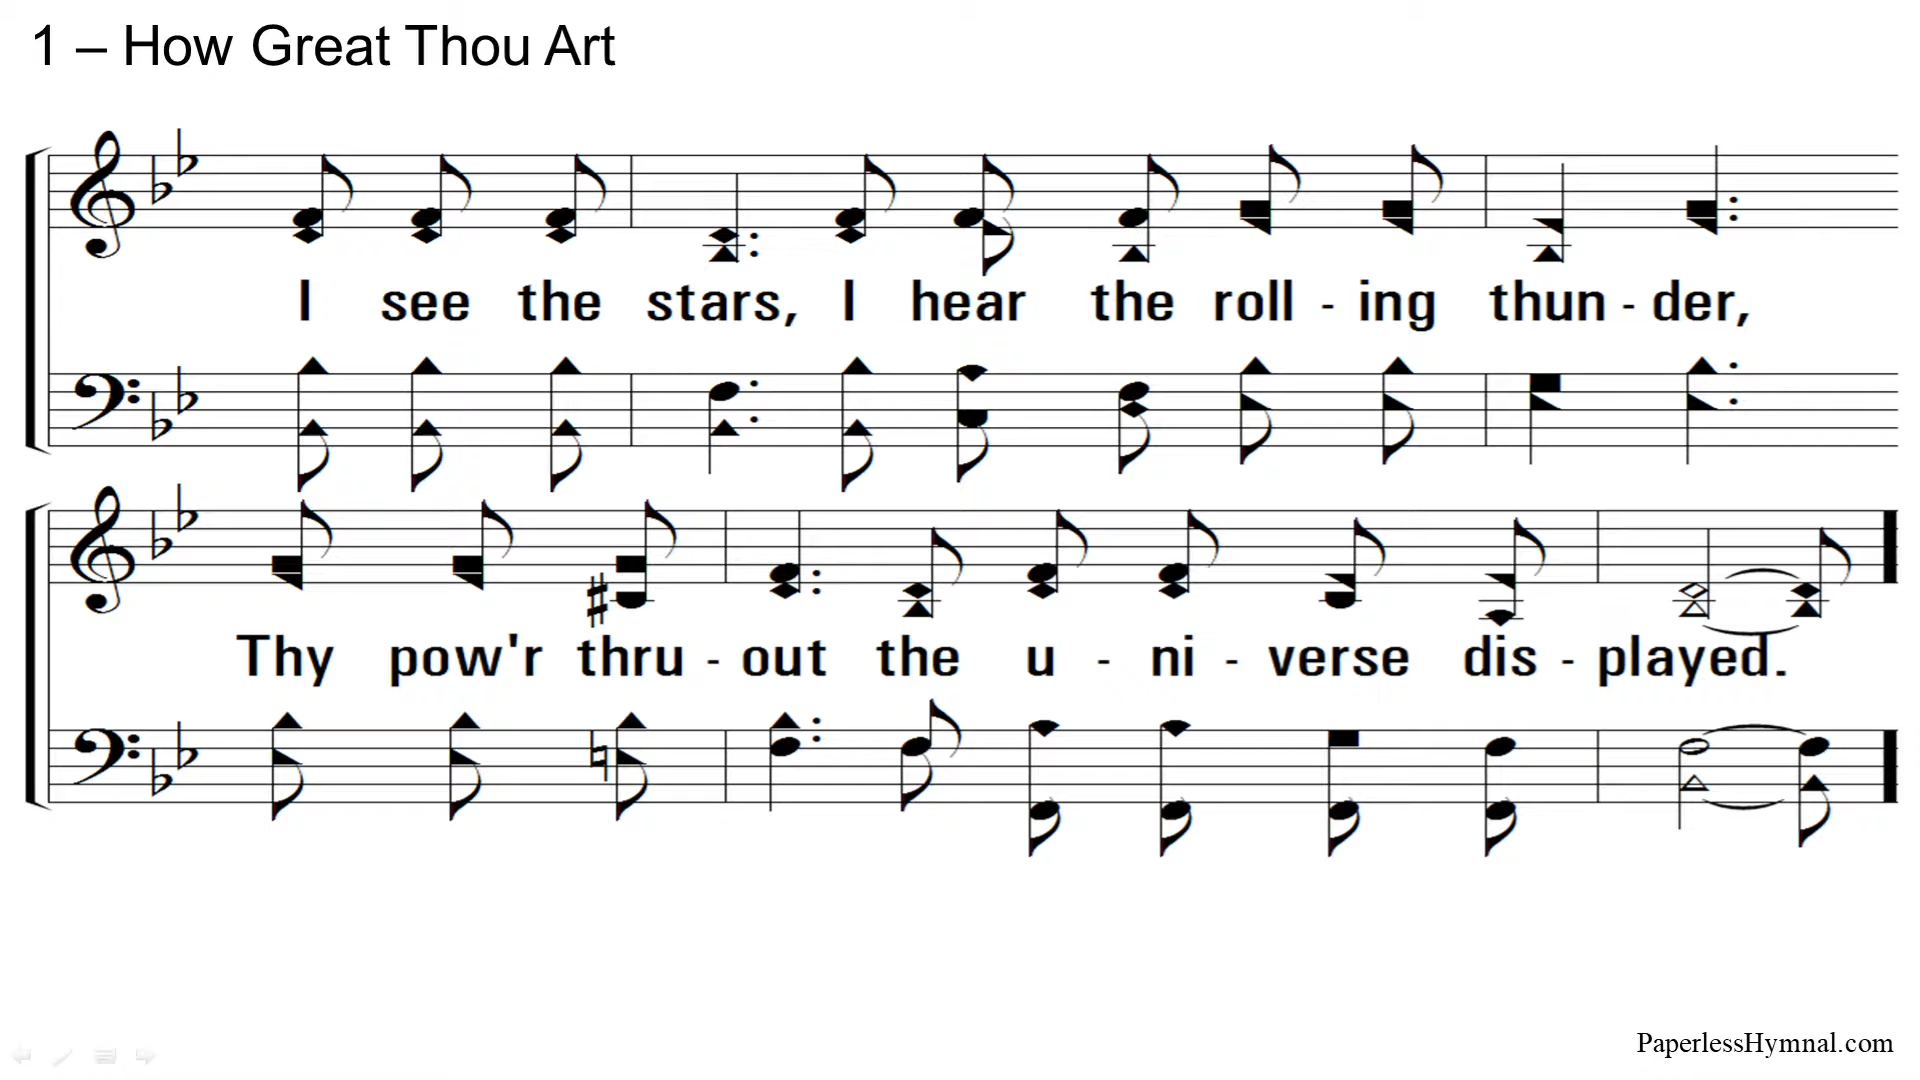 1 – How Great Thou Art
I see the stars, I hear the roll - ing thun - der,
Thy pow'r thru - out the u - ni - verse dis - played.
PaperlessHymnal.com